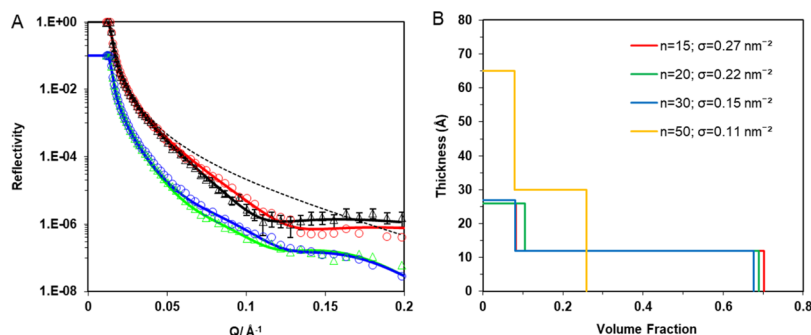 A
1.E+00
1.E-02
1.E-04
1.E-06
1.E-08
Reflectivity
0
0.05
0.1
0.15
0.2
Q/ Å⁻¹
B
90
80
70
60
50
40
30
20
10
0
Thickness (Å)
0
0.2
0.4
0.6
0.8
Volume Fraction
n=15; σ=0.27 nm⁻²
n=20; σ=0.22 nm⁻²
n=30; σ=0.15 nm⁻²
n=50; σ=0.11 nm⁻²